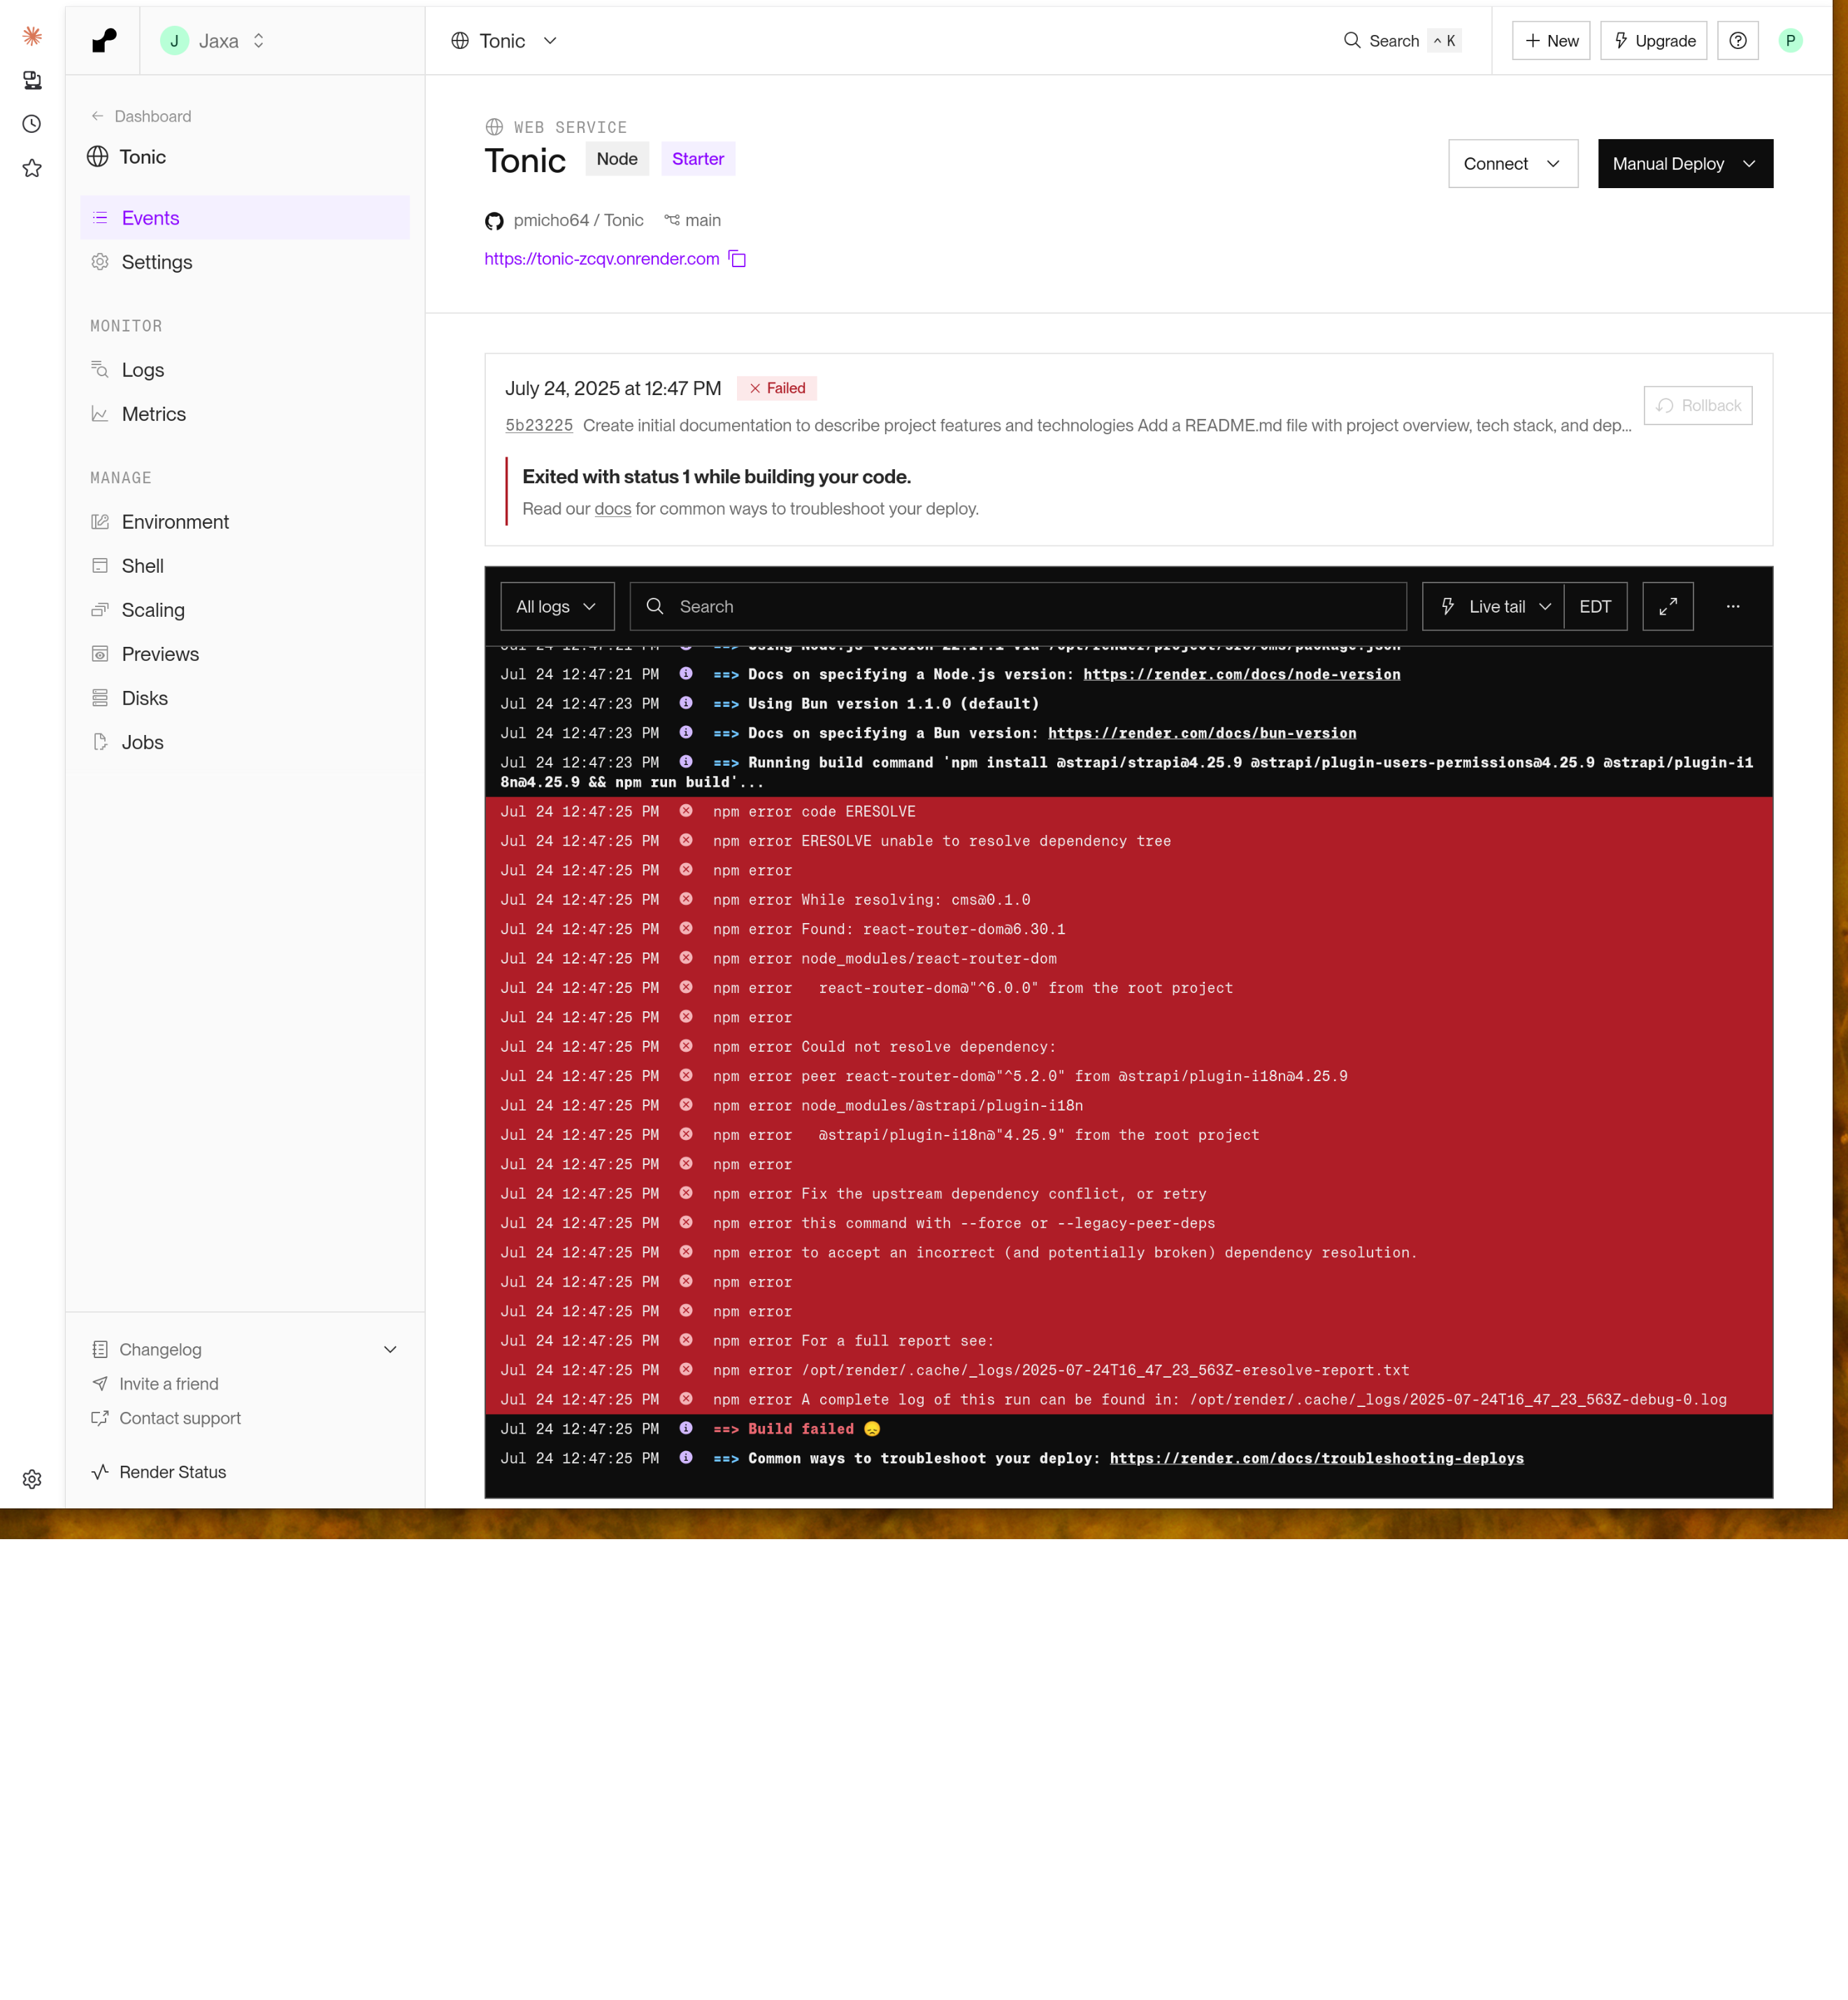 J Jaxa
Tonic
Search ^ K
+ New
Upgrade
P
← Dashboard
Tonic
Events
Settings
MONITOR
Logs
Metrics
MANAGE
Environment
Shell
Scaling
Previews
Disks
Jobs
Changelog
Invite a friend
Contact support
Render Status
WEB SERVICE
Tonic Node Starter
Connect
Manual Deploy
pmicho64 / Tonic main
https://tonic-zcqv.onrender.com
July 24, 2025 at 12:47 PM Failed
Rollback
5b23225 Create initial documentation to describe project features and technologies Add a README.md file with project overview, tech stack, and dep...
Exited with status 1 while building your code.
Read our docs for common ways to troubleshoot your deploy.
All logs
Search
Live tail
EDT
...
Jul 24 12:47:21 PM ==> Using Node.js version 22.17.1 via /opt/render/project/src/cms/package.json
Jul 24 12:47:21 PM ==> Docs on specifying a Node.js version: https://render.com/docs/node-version
Jul 24 12:47:23 PM ==> Using Bun version 1.1.0 (default)
Jul 24 12:47:23 PM ==> Docs on specifying a Bun version: https://render.com/docs/bun-version
Jul 24 12:47:23 PM ==> Running build command 'npm install @strapi/strapi@4.25.9 @strapi/plugin-users-permissions@4.25.9 @strapi/plugin-i1
8n@4.25.9 && npm run build'...
Jul 24 12:47:25 PM npm error code ERESOLVE
Jul 24 12:47:25 PM npm error ERESOLVE unable to resolve dependency tree
Jul 24 12:47:25 PM npm error
Jul 24 12:47:25 PM npm error While resolving: cms@0.1.0
Jul 24 12:47:25 PM npm error Found: react-router-dom@6.30.1
Jul 24 12:47:25 PM npm error node_modules/react-router-dom
Jul 24 12:47:25 PM npm error   react-router-dom@"^6.0.0" from the root project
Jul 24 12:47:25 PM npm error
Jul 24 12:47:25 PM npm error Could not resolve dependency:
Jul 24 12:47:25 PM npm error peer react-router-dom@"^5.2.0" from @strapi/plugin-i18n@4.25.9
Jul 24 12:47:25 PM npm error node_modules/@strapi/plugin-i18n
Jul 24 12:47:25 PM npm error   @strapi/plugin-i18n@"4.25.9" from the root project
Jul 24 12:47:25 PM npm error
Jul 24 12:47:25 PM npm error Fix the upstream dependency conflict, or retry
Jul 24 12:47:25 PM npm error this command with --force or --legacy-peer-deps
Jul 24 12:47:25 PM npm error to accept an incorrect (and potentially broken) dependency resolution.
Jul 24 12:47:25 PM npm error
Jul 24 12:47:25 PM npm error
Jul 24 12:47:25 PM npm error For a full report see:
Jul 24 12:47:25 PM npm error /opt/render/.cache/_logs/2025-07-24T16_47_23_563Z-eresolve-report.txt
Jul 24 12:47:25 PM npm error A complete log of this run can be found in: /opt/render/.cache/_logs/2025-07-24T16_47_23_563Z-debug-0.log
Jul 24 12:47:25 PM ==> Build failed 😞
Jul 24 12:47:25 PM ==> Common ways to troubleshoot your deploy: https://render.com/docs/troubleshooting-deploys